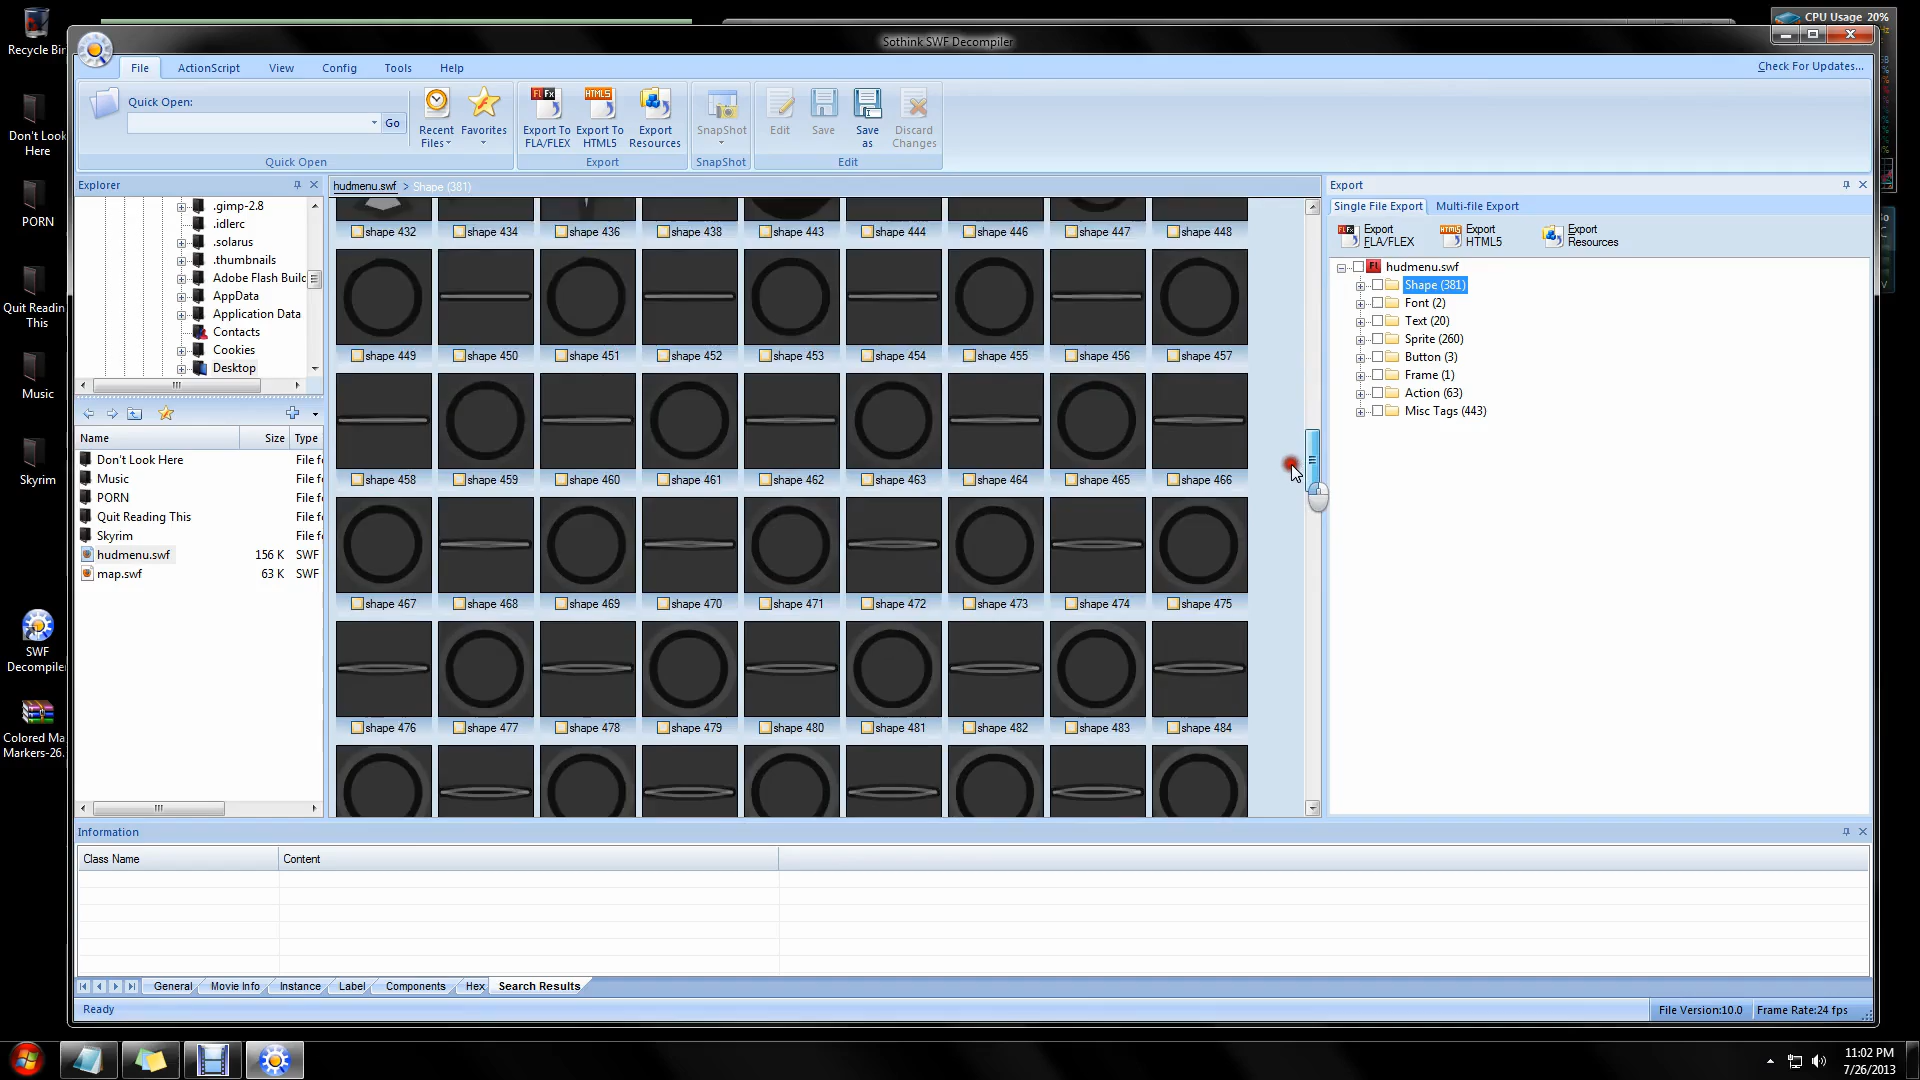 CPU Usage 20%
Recycle Bin
Sothink SWF Decompiler
File ActionScript View Config Tools Help
Check For Updates...
Quick Open:
Go
Recent Files
Favorites
Export To FLA/FLEX
Export To HTML5
Export Resources
SnapShot
Edit
Save
Save as
Discard Changes
Quick Open
Export
SnapShot
Edit
Don't Look Here
PORN
Quit Reading This
Music
Skyrim
SWF Decompiler
Colored Ma
Markers-26.
Explorer
.gimp-2.8
.idlerc
.solarus
.thumbnails
Adobe Flash Builc
AppData
Application Data
Contacts
Cookies
Desktop
Name Size Type
Don't Look Here File f
Music File f
PORN File f
Quit Reading This File f
Skyrim File f
hudmenu.swf 156 K SWF
map.swf 63 K SWF
hudmenu.swf > Shape (381)
shape 432 shape 434 shape 436 shape 438 shape 443 shape 444 shape 446 shape 447 shape 448
shape 449 shape 450 shape 451 shape 452 shape 453 shape 454 shape 455 shape 456 shape 457
shape 458 shape 459 shape 460 shape 461 shape 462 shape 463 shape 464 shape 465 shape 466
shape 467 shape 468 shape 469 shape 470 shape 471 shape 472 shape 473 shape 474 shape 475
shape 476 shape 477 shape 478 shape 479 shape 480 shape 481 shape 482 shape 483 shape 484
Export
Single File Export Multi-file Export
Export FLA/FLEX
Export HTML5
Export Resources
hudmenu.swf
Shape (381)
Font (2)
Text (20)
Sprite (260)
Button (3)
Frame (1)
Action (63)
Misc Tags (443)
Information
Class Name Content
General Movie Info Instance Label Components Hex Search Results
Ready
File Version:10.0 Frame Rate:24 fps
11:02 PM
7/26/2013